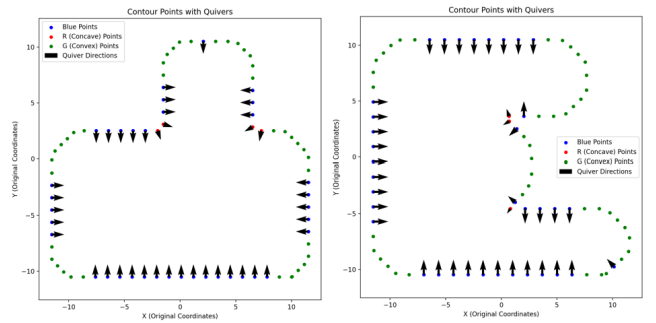 Contour Points with Quivers
Blue Points
R (Concave) Points
G (Convex) Points
Quiver Directions
10
5
0
−5
−10
Y (Original Coordinates)
−10
−5
0
5
10
X (Original Coordinates)
Contour Points with Quivers
10
5
0
−5
−10
Y (Original Coordinates)
Blue Points
R (Concave) Points
G (Convex) Points
Quiver Directions
−10
−5
0
5
10
X (Original Coordinates)